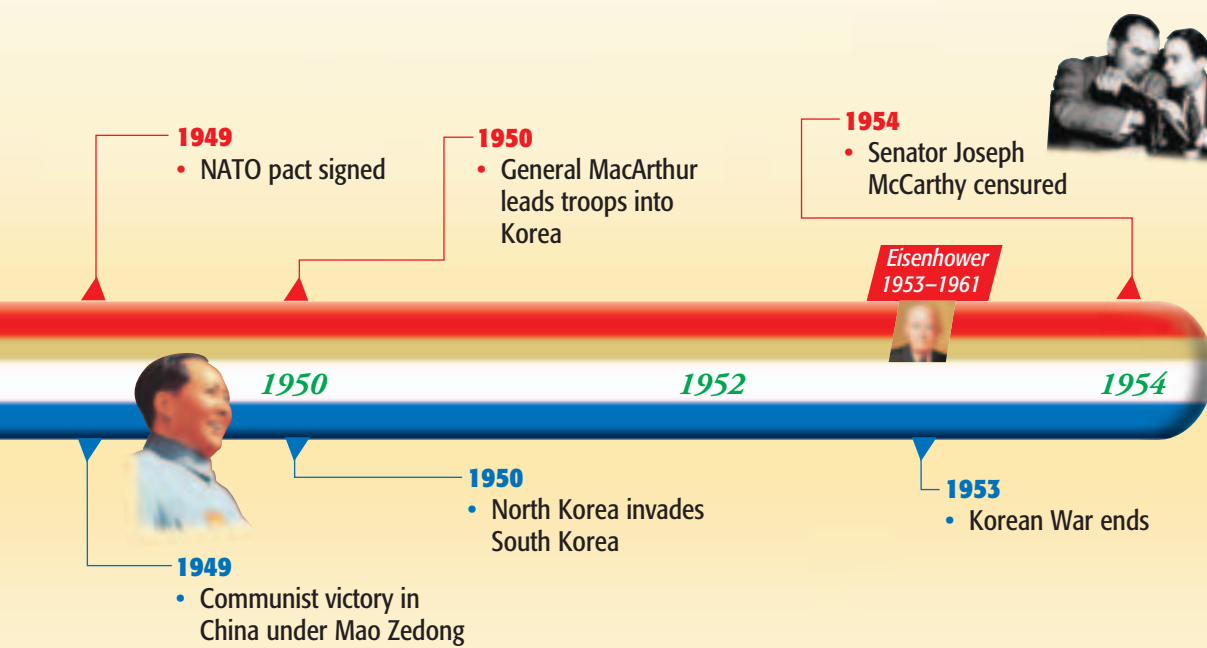 1949
• NATO pact signed
1950
• General MacArthur
leads troops into
Korea
1954
• Senator Joseph
McCarthy censured
Eisenhower
1953–1961
1950
1952
1954
1949
• Communist victory in
China under Mao Zedong
1950
• North Korea invades
South Korea
1953
• Korean War ends